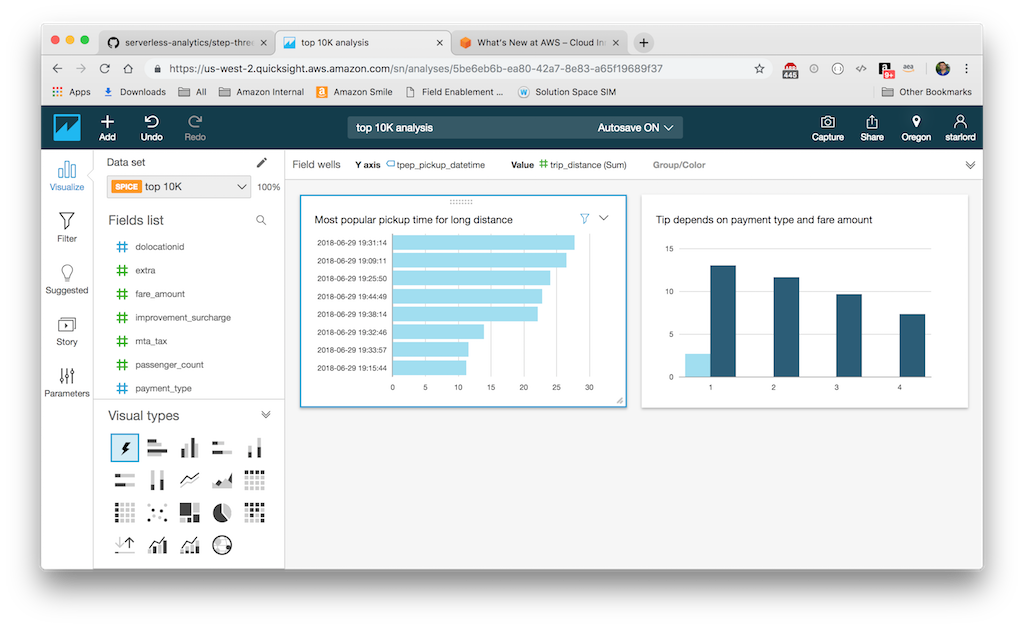 serverless-analytics/step-three
top 10K analysis
What's New at AWS – Cloud In
https://us-west-2.quicksight.aws.amazon.com/sn/analyses/5be6eb6b-ea80-42a7-8e83-a65f19689f37
445
9+
aea
Apps
Downloads
All
Amazon Internal
Amazon Smile
Field Enablement ...
Solution Space SIM
Other Bookmarks
Add
Undo
Redo
top 10K analysis
Autosave ON
Capture
Share
Oregon
starlord
Visualize
Filter
Suggested
Story
Parameters
Data set
SPICE top 10K
100%
Fields list
dolocationid
extra
fare_amount
improvement_surcharge
mta_tax
passenger_count
payment_type
Visual types
Field wells
Y axis tpep_pickup_datetime
Value trip_distance (Sum)
Group/Color
Most popular pickup time for long distance
2018-06-29 19:31:14
2018-06-29 19:09:11
2018-06-29 19:25:50
2018-06-29 19:44:49
2018-06-29 19:38:14
2018-06-29 19:32:46
2018-06-29 19:33:57
2018-06-29 19:15:44
0 5 10 15 20 25 30
Tip depends on payment type and fare amount
15
10
5
0
1 2 3 4